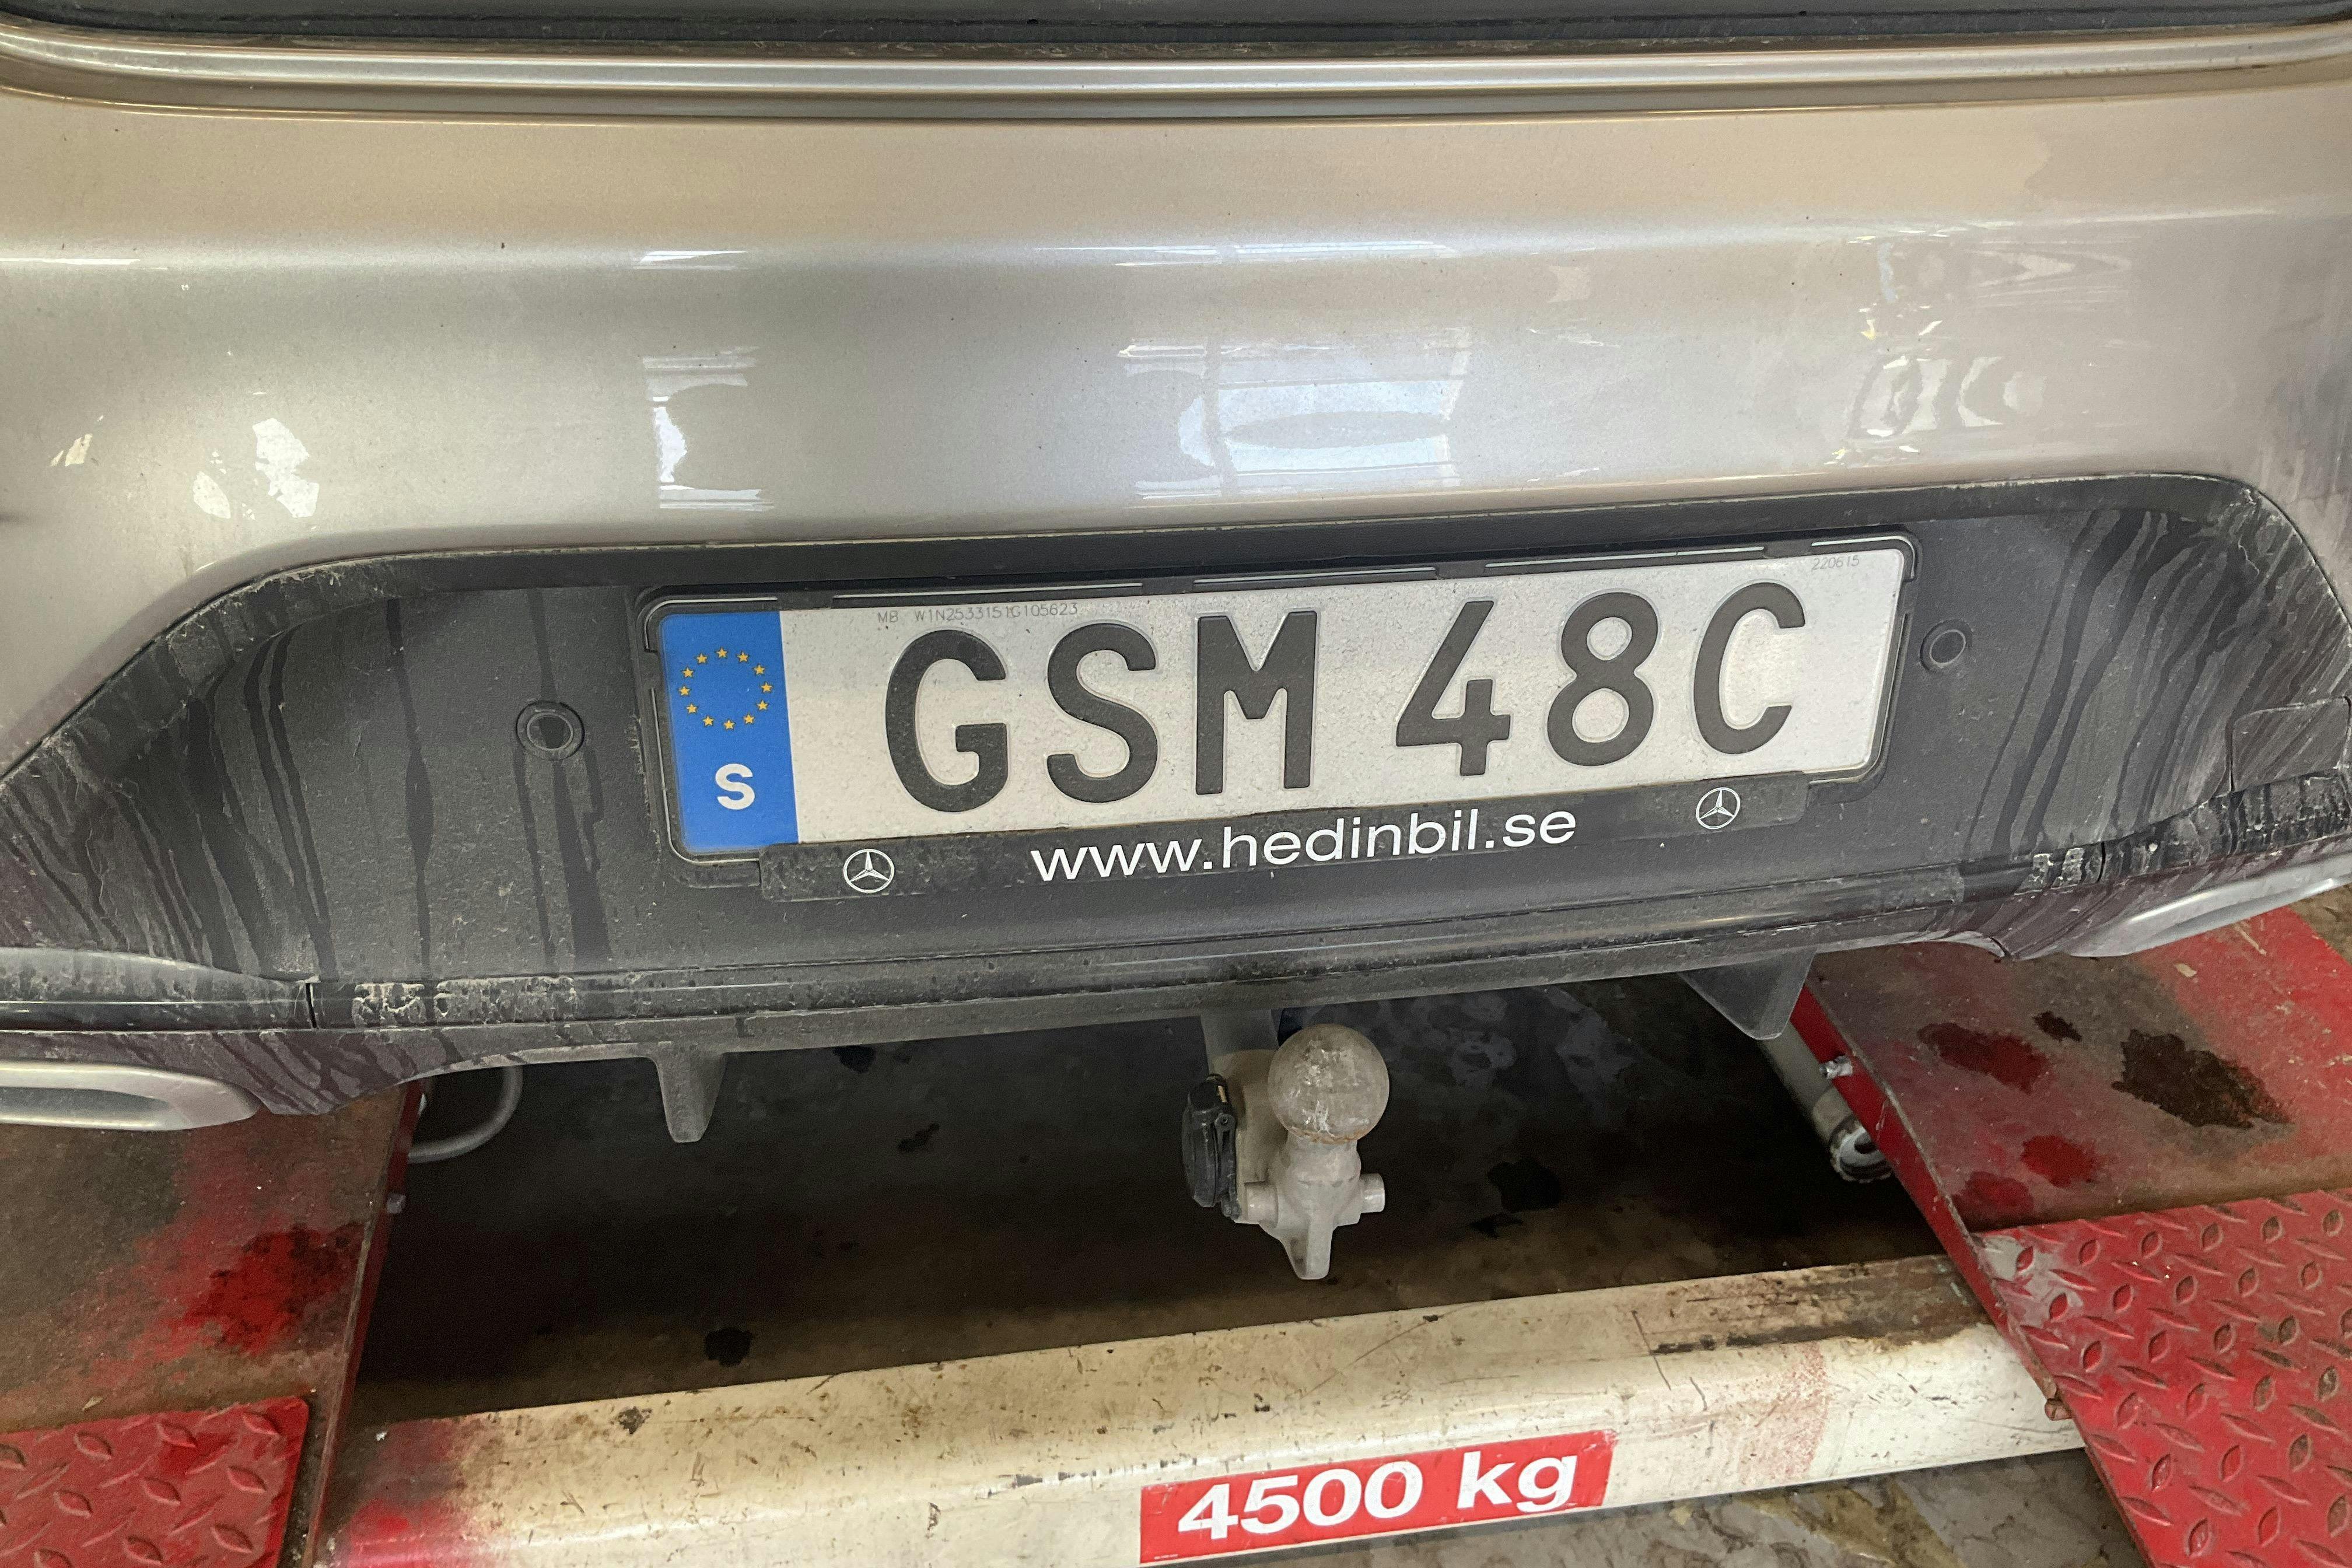 MB W1N2533151G105623
220615
S
GSM 48C
www.hedinbil.se
4500 kg